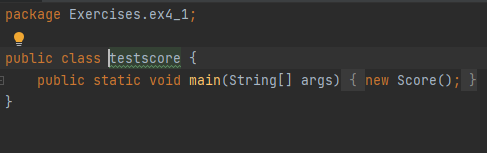 package Exercises.ex4_1;
public class testscore {
public static void main(String[] args) { new Score(); }
}